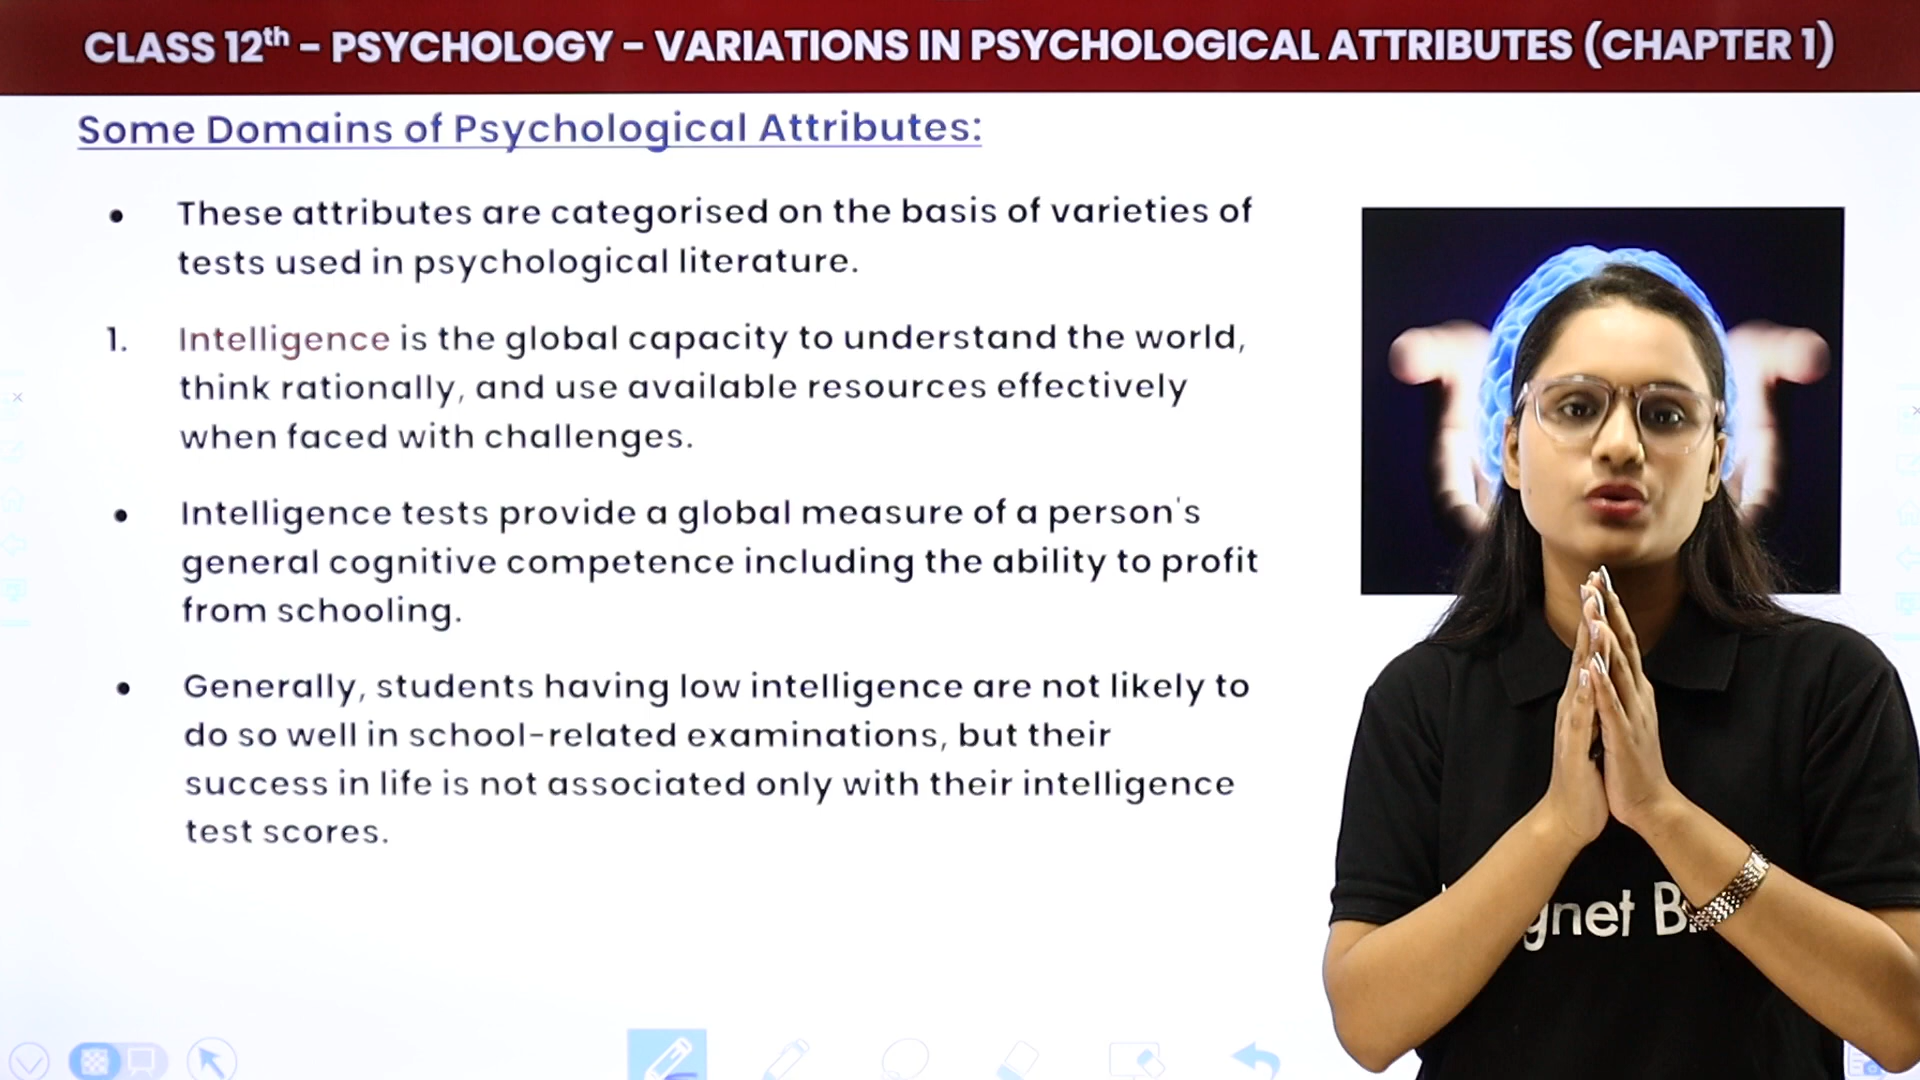 CLASS 12th – PSYCHOLOGY – VARIATIONS IN PSYCHOLOGICAL ATTRIBUTES (CHAPTER 1)
Some Domains of Psychological Attributes:
• These attributes are categorised on the basis of varieties of
tests used in psychological literature.
1. Intelligence is the global capacity to understand the world,
think rationally, and use available resources effectively
when faced with challenges.
• Intelligence tests provide a global measure of a person's
general cognitive competence including the ability to profit
from schooling.
• Generally, students having low intelligence are not likely to
do so well in school-related examinations, but their
success in life is not associated only with their intelligence
test scores.
gnet B